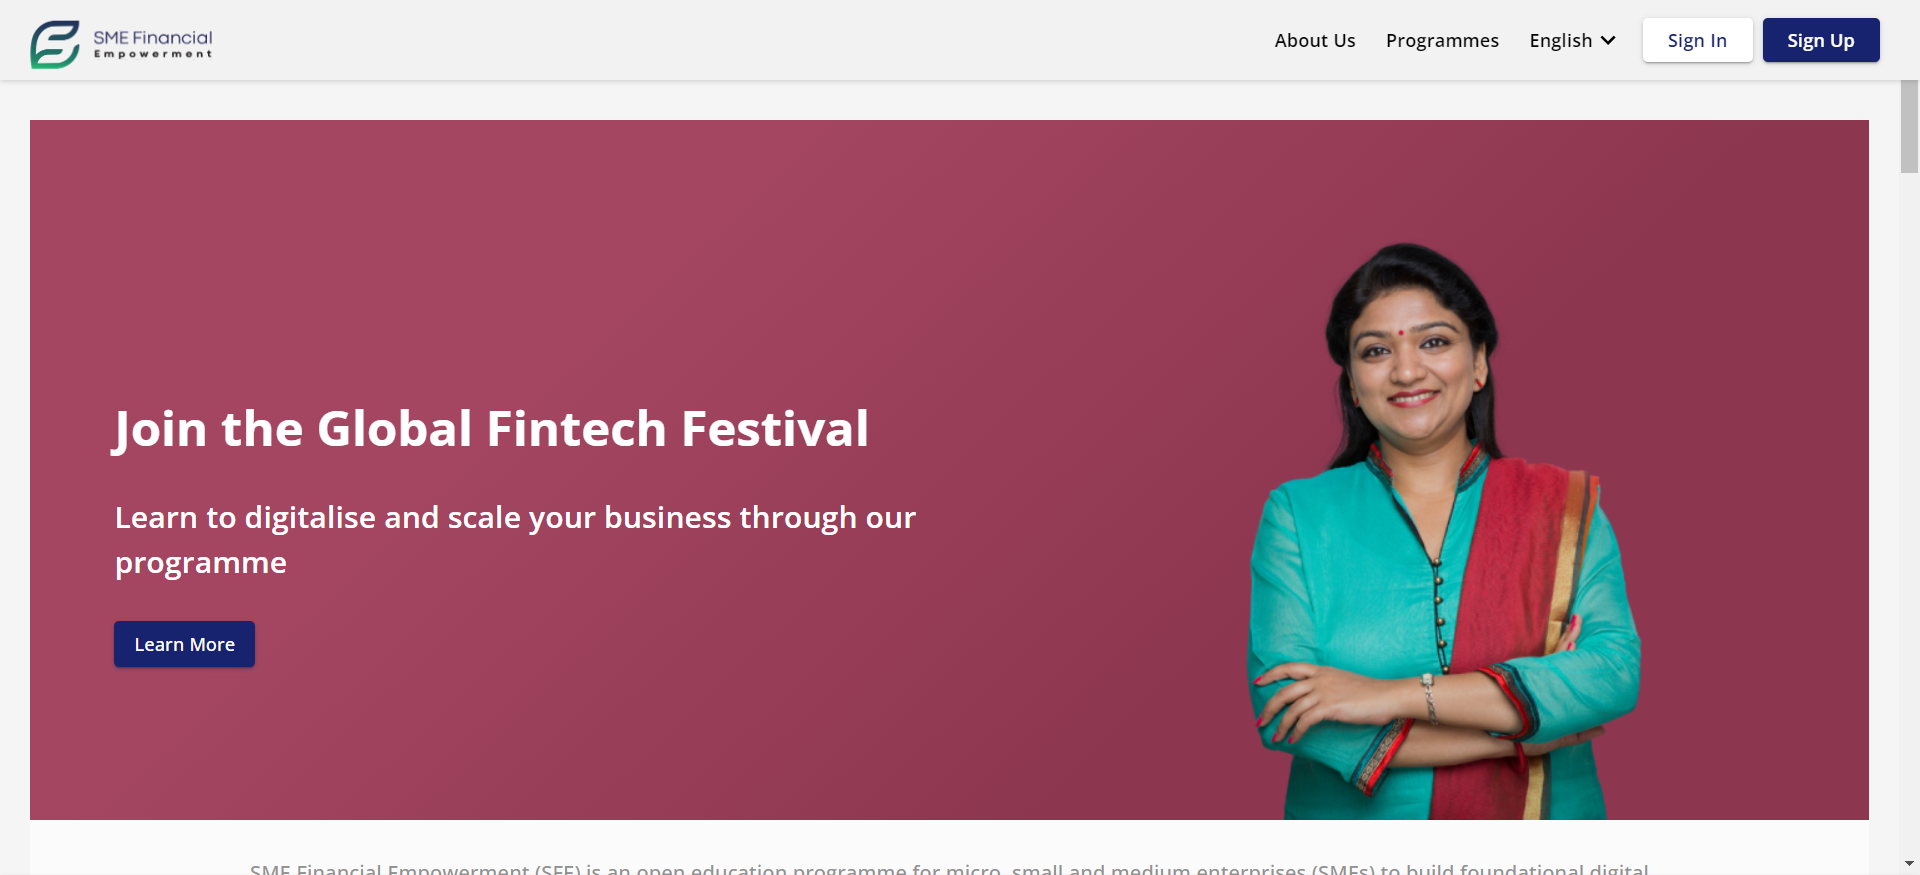 SME Financial
Empowerment
About Us
Programmes
English
Sign In
Sign Up
Join the Global Fintech Festival
Learn to digitalise and scale your business through our
programme
Learn More
SME Financial Empowerment (SFE) is an open education programme for micro, small and medium enterprises (SMEs) to build foundational digital